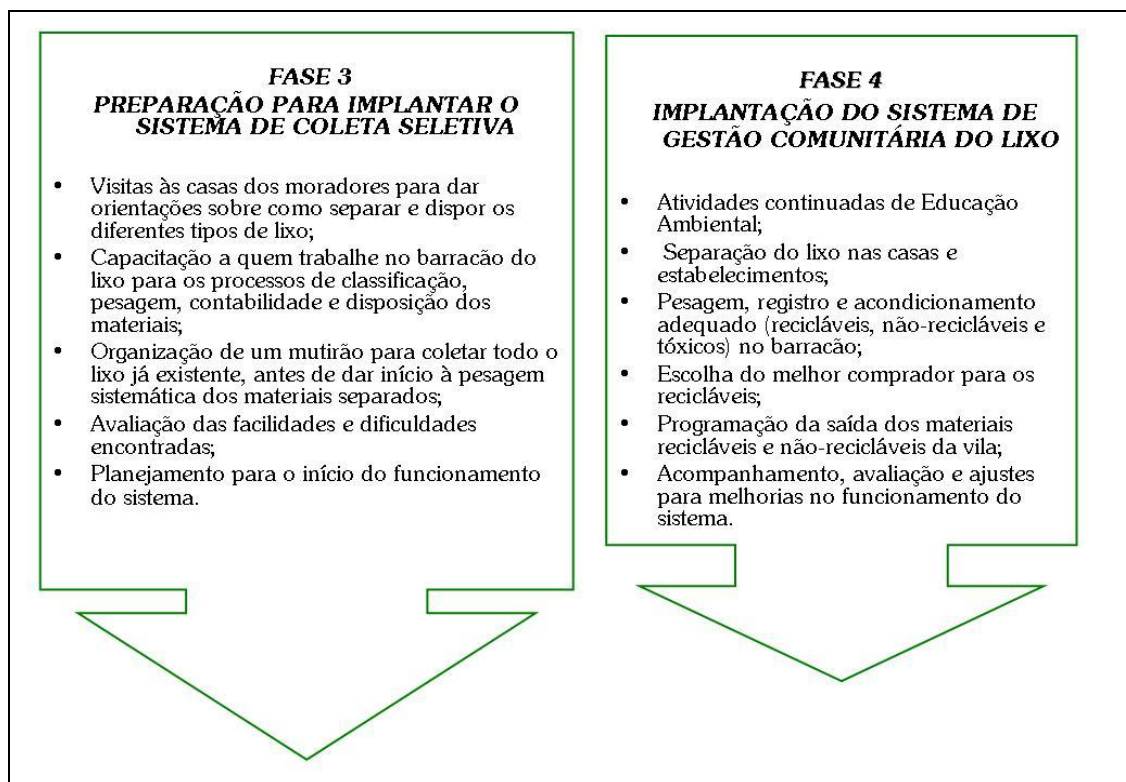 FASE 3
PREPARAÇÃO PARA IMPLANTAR O
SISTEMA DE COLETA SELETIVA
• Visitas às casas dos moradores para dar
orientações sobre como separar e dispor os
diferentes tipos de lixo;
• Capacitação a quem trabalhe no barracão do
lixo para os processos de classificação,
pesagem, contabilidade e disposição dos
materiais;
• Organização de um mutirão para coletar todo o
lixo já existente, antes de dar início à pesagem
sistemática dos materiais separados;
• Avaliação das facilidades e dificuldades
encontradas;
• Planejamento para o início do funcionamento
do sistema.
FASE 4
IMPLANTAÇÃO DO SISTEMA DE
GESTÃO COMUNITÁRIA DO LIXO
• Atividades continuadas de Educação
Ambiental;
• Separação do lixo nas casas e
estabelecimentos;
• Pesagem, registro e acondicionamento
adequado (recicláveis, não-recicláveis e
tóxicos) no barracão;
• Escolha do melhor comprador para os
recicláveis;
• Programação da saída dos materiais
recicláveis e não-recicláveis da vila;
• Acompanhamento, avaliação e ajustes
para melhorias no funcionamento do
sistema.